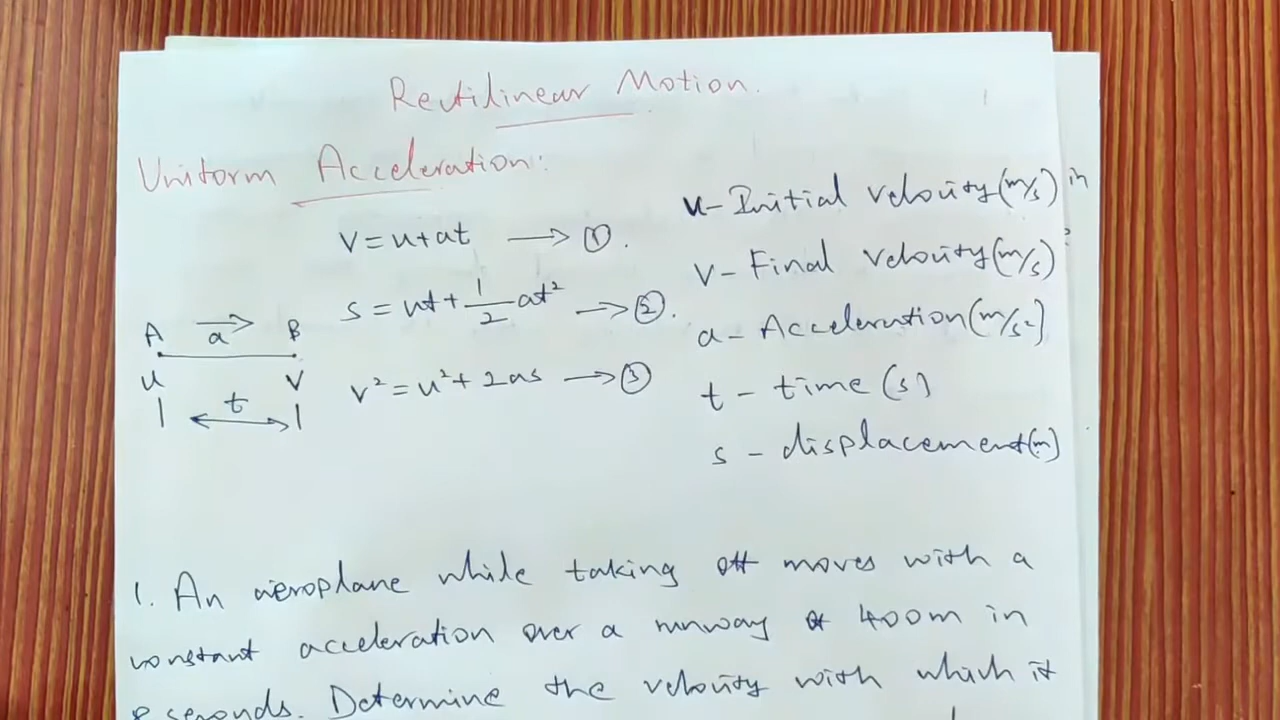 Rectilinear Motion.
Uniform Acceleration:
v = u+at → ①.
s = ut + 1/2 at² → ②.
v² = u² + 2as → ③
A a B
u v
t
u - Initial velocity (m/s)
v - Final velocity (m/s)
a - Acceleration (m/s²)
t - time (s)
s - displacement (m)
in
1. An aeroplane while taking off moves with a
constant acceleration over a runway of 400m in
8 seconds. Determine the velocity with which it